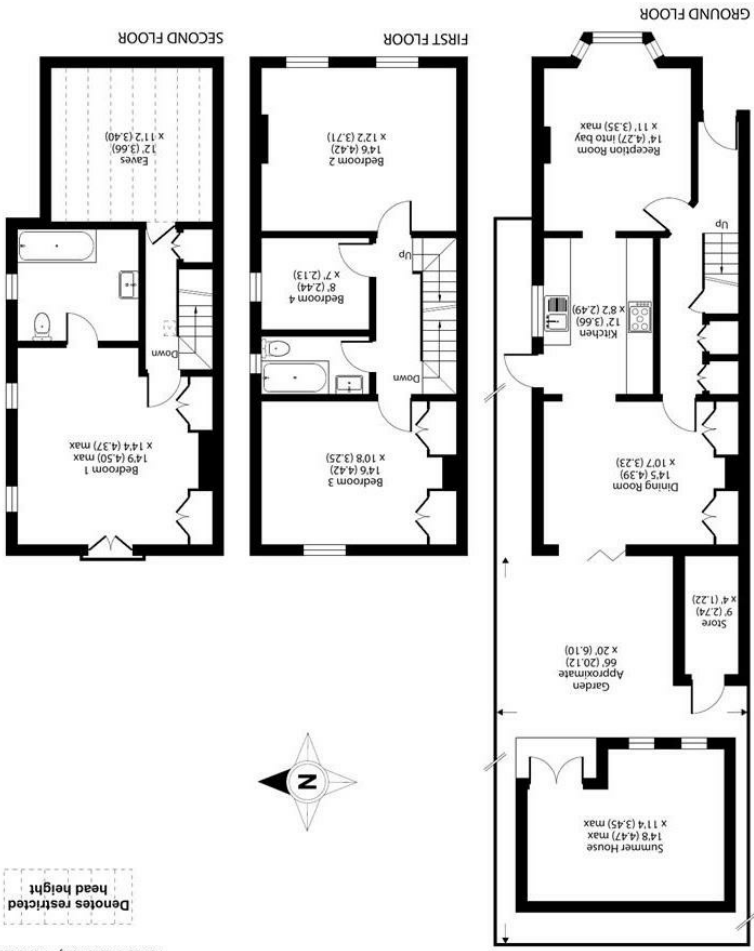 Denotes restricted
head height
Summer House
14'8 (4.47) max
x 11'4 (3.45) max
N
Store
9' (2.74)
x 4' (1.22)
Garden
Approximate
66' (20.12)
x 20' (6.10)
Dining Room
14'5 (4.39)
x 10'7 (3.23)
Kitchen
12' (3.66)
x 8'2 (2.49)
Up
Reception Room
14' (4.27) into bay
x 11' (3.35) max
GROUND FLOOR
Bedroom 3
14'6 (4.42)
x 10'8 (3.25)
Down
Bedroom 4
8' (2.44)
x 7' (2.13)
Up
Bedroom 2
14'6 (4.42)
x 12'2 (3.71)
FIRST FLOOR
Bedroom 1
14'9 (4.50) max
x 14'4 (4.37) max
Down
Eaves
12' (3.66)
x 11'2 (3.40)
SECOND FLOOR